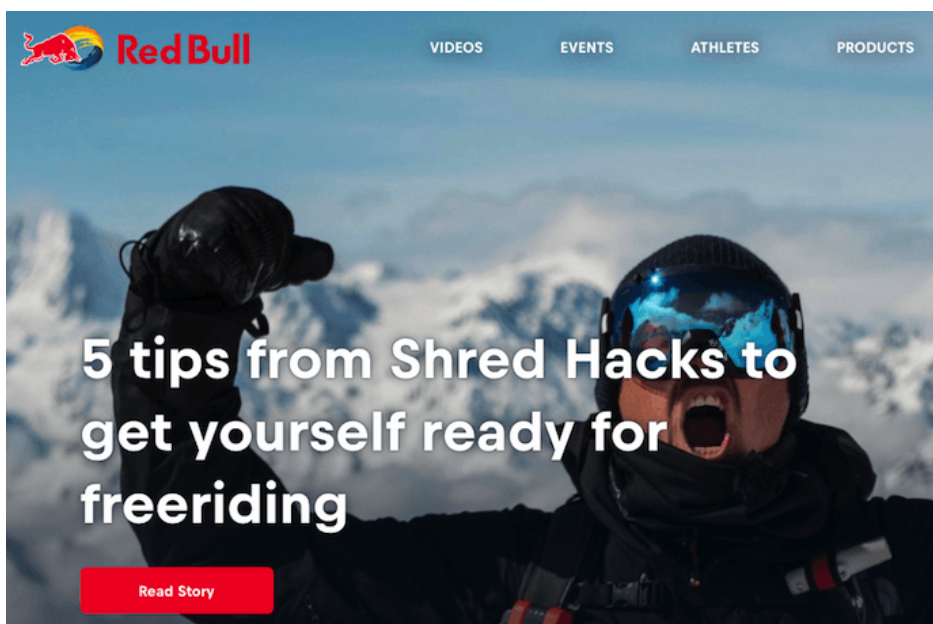 Red Bull
VIDEOS
EVENTS
ATHLETES
PRODUCTS
5 tips from Shred Hacks to
get yourself ready for
freeriding
Read Story